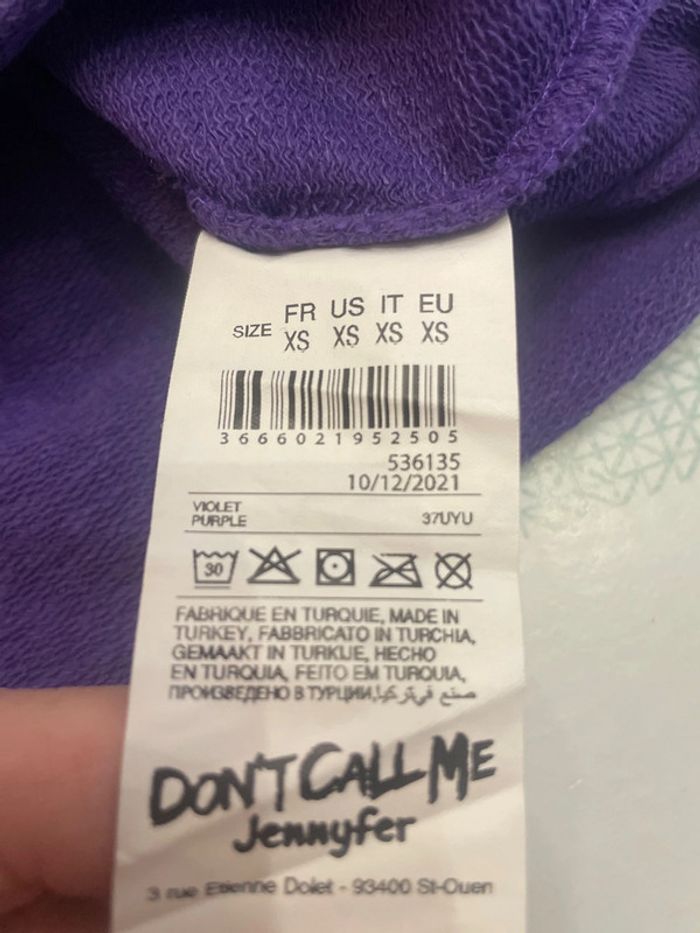 FR US IT EU
SIZE XS XS XS XS
3666021952505
536135
10/12/2021
VIOLET
PURPLE 37UYU
30
FABRIQUE EN TURQUIE, MADE IN
TURKEY, FABBRICATO IN TURCHIA,
GEMAAKT IN TURKIJE, HECHO
EN TURQUIA, FEITO EM TURQUIA,
ПРОИЗВЕДЕНО В ТУРЦИИ, صنع في تركيا
DON'T CALL ME
Jennyfer
3 rue Etienne Dolet - 93400 St-Ouen